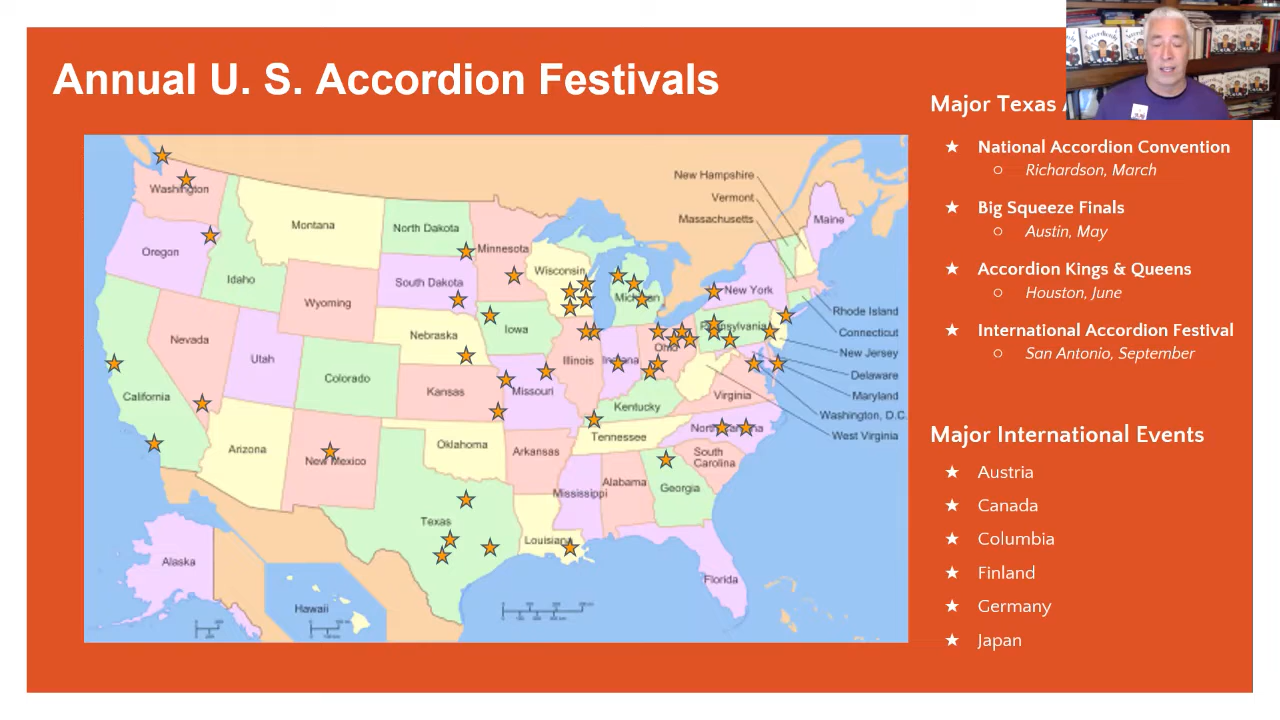 Annual U. S. Accordion Festivals
Major Texas
National Accordion Convention
Richardson, March
Big Squeeze Finals
Austin, May
Accordion Kings & Queens
Houston, June
International Accordion Festival
San Antonio, September
Major International Events
Austria
Canada
Columbia
Finland
Germany
Japan
Washington
Oregon
California
Nevada
Idaho
Montana
Wyoming
Utah
Arizona
Colorado
New Mexico
North Dakota
South Dakota
Nebraska
Kansas
Oklahoma
Texas
Minnesota
Iowa
Missouri
Arkansas
Louisiana
Wisconsin
Illinois
Michigan
Indiana
Ohio
Kentucky
Tennessee
Mississippi
Alabama
Georgia
Florida
South
Carolina
North Carolina
Virginia
Pennsylvania
New York
Maine
New Hampshire
Vermont
Massachusetts
Rhode Island
Connecticut
New Jersey
Delaware
Maryland
Washington, D.C.
West Virginia
Alaska
Hawaii